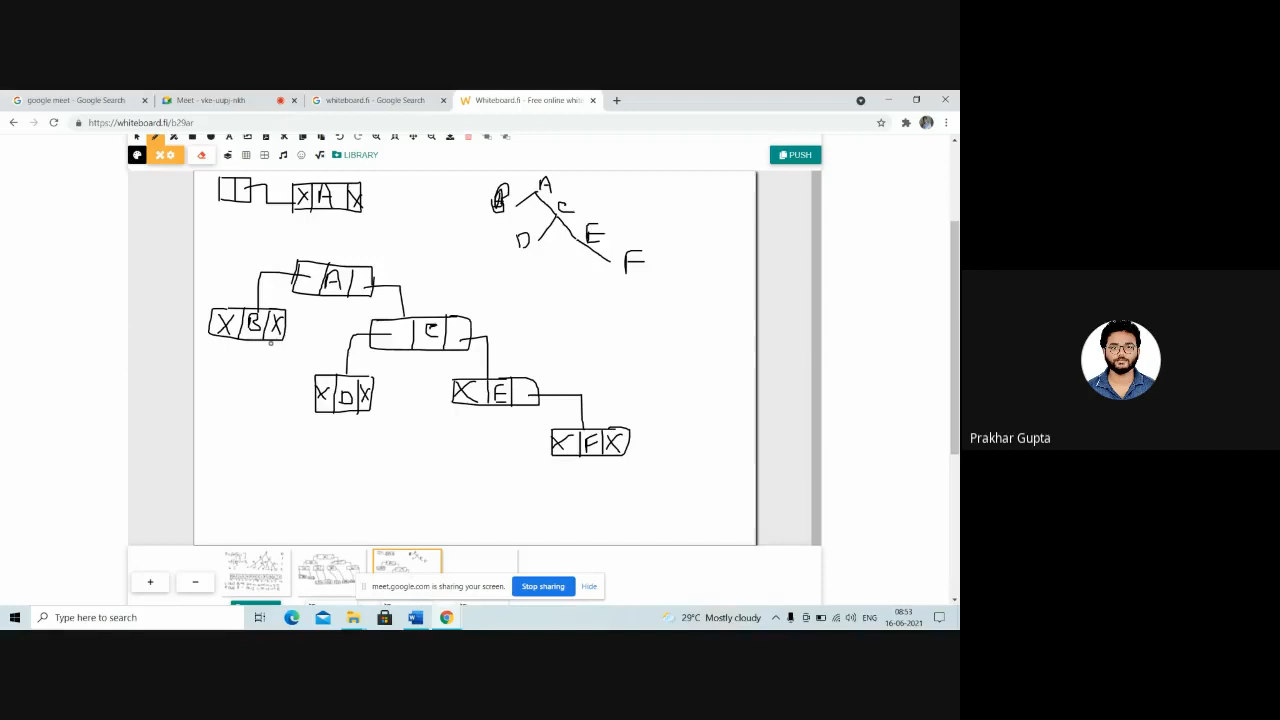 google meet - Google Search
Meet - vke-uupj-nkh
whiteboard.fi - Google Search
Whiteboard.fi - Free online white
https://whiteboard.fi/b29ar
LIBRARY
PUSH
X A X
A
B C
D E
F
A
X B X
C
X D X
X E
X F X
meet.google.com is sharing your screen.
Stop sharing
Hide
Type here to search
29°C Mostly cloudy
ENG
08:53
16-06-2021
Prakhar Gupta